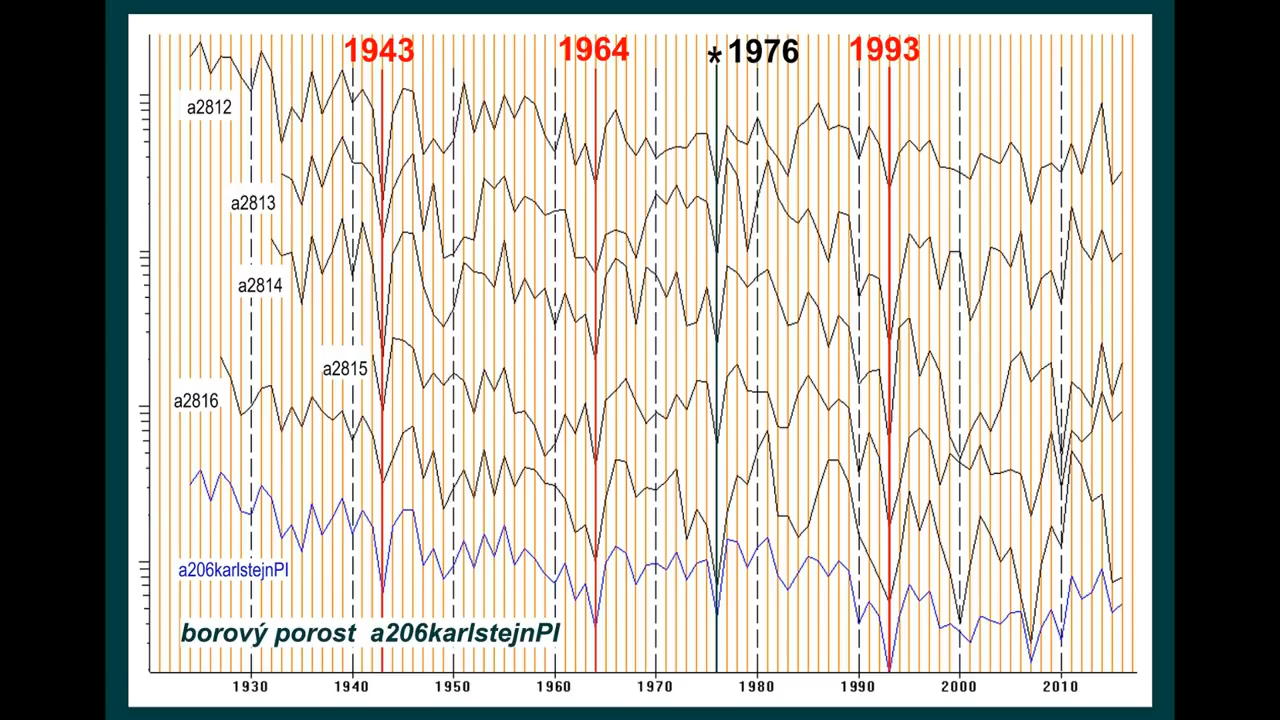 1943 1964 * 1976 1993
a2812
a2813
a2814
a2815
a2816
a206karlstejnPI
borový porost a206karlstejnPI
1930 1940 1950 1960 1970 1980 1990 2000 2010